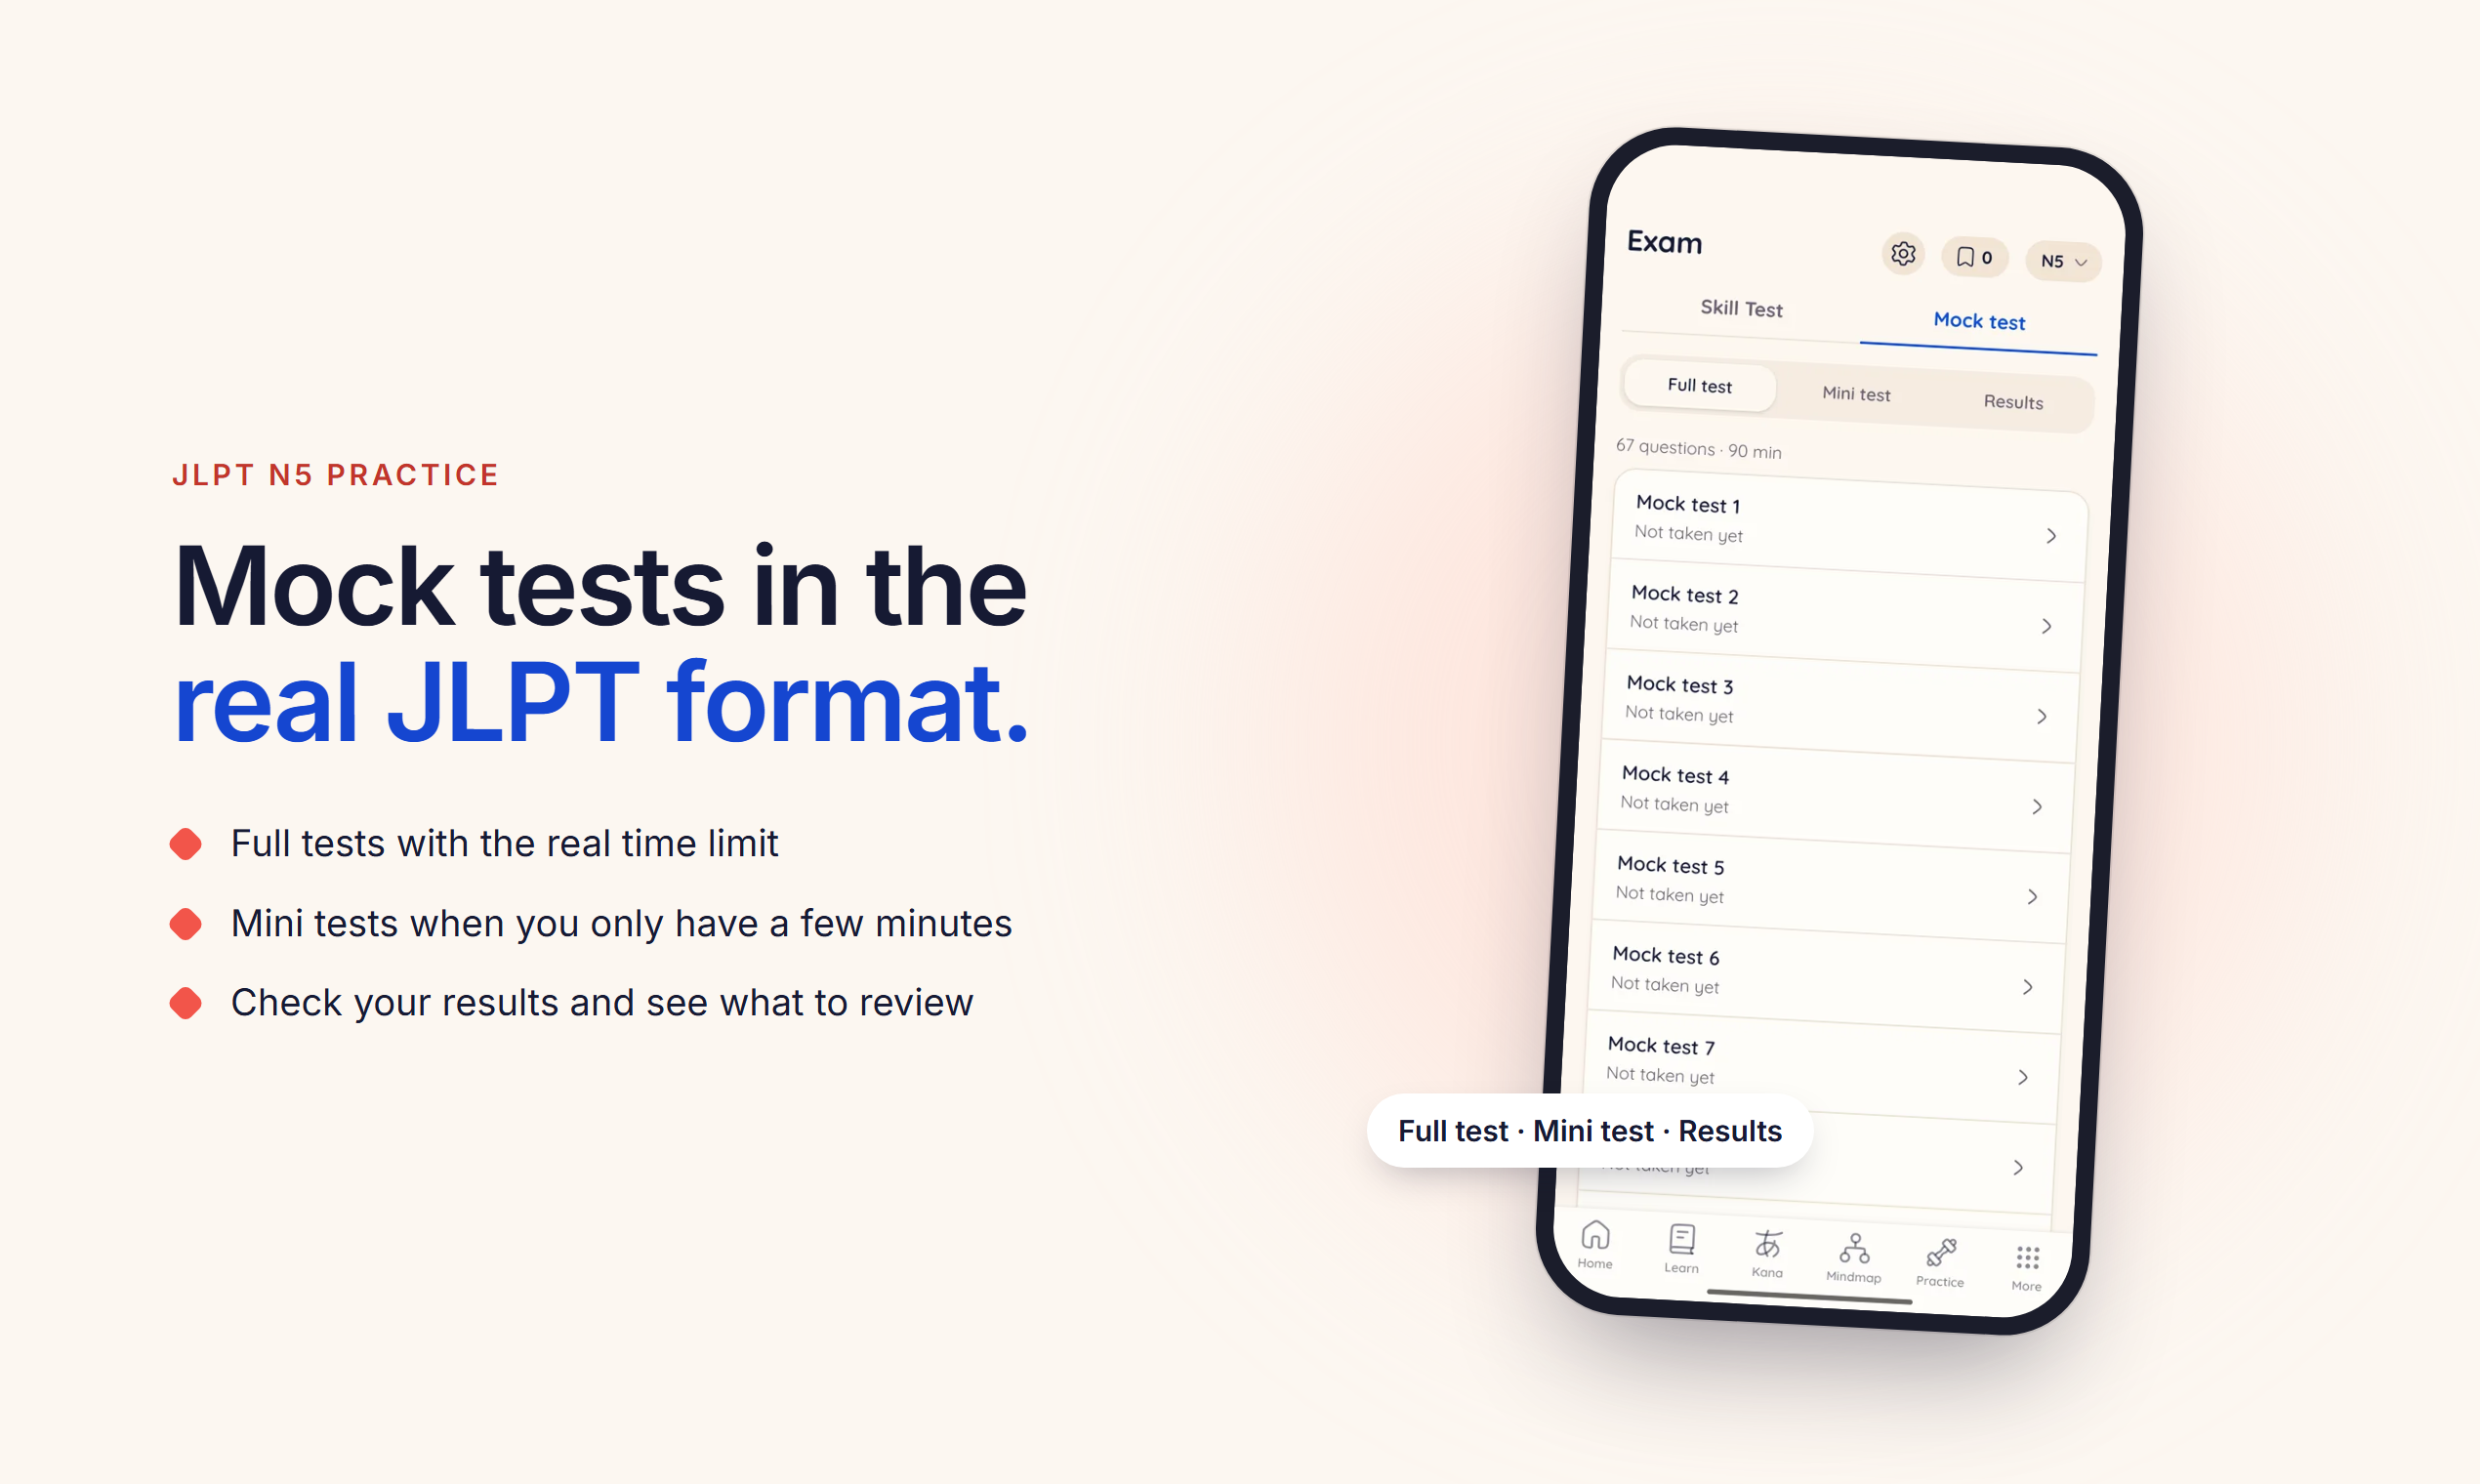 JLPT N5 PRACTICE
Mock tests in the
real JLPT format.
Full tests with the real time limit
Mini tests when you only have a few minutes
Check your results and see what to review
Exam
0
N5
Skill Test
Mock test
Full test
Mini test
Results
67 questions · 90 min
Mock test 1
Not taken yet
Mock test 2
Not taken yet
Mock test 3
Not taken yet
Mock test 4
Not taken yet
Mock test 5
Not taken yet
Mock test 6
Not taken yet
Mock test 7
Not taken yet
Full test · Mini test · Results
Not taken yet
あ
Home
Learn
Kana
Mindmap
Practice
More